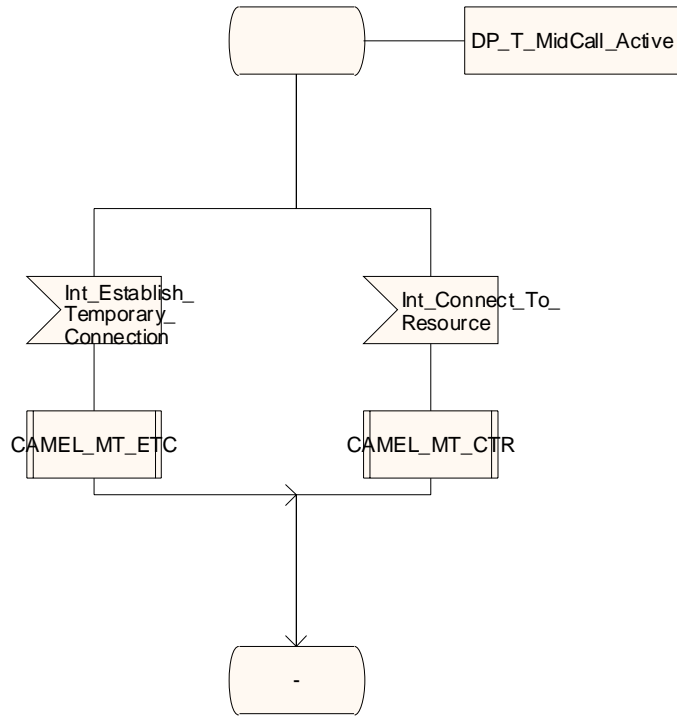 DP_T_MidCall_Active
Int_Establish_
Temporary_
Connection
Int_Connect_To_
Resource
CAMEL_MT_ETC
CAMEL_MT_CTR
-